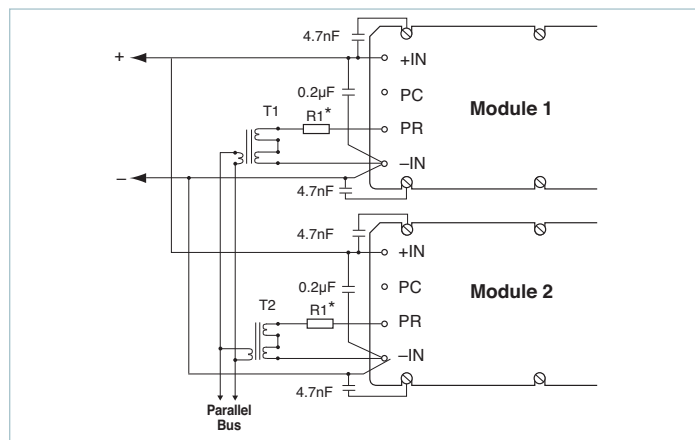 4.7nF
+
+IN
0.2µF
PC
Module 1
T1
R1*
PR
–
–IN
4.7nF
4.7nF
+IN
0.2µF
PC
Module 2
T2
R1*
PR
–IN
4.7nF
Parallel
Bus